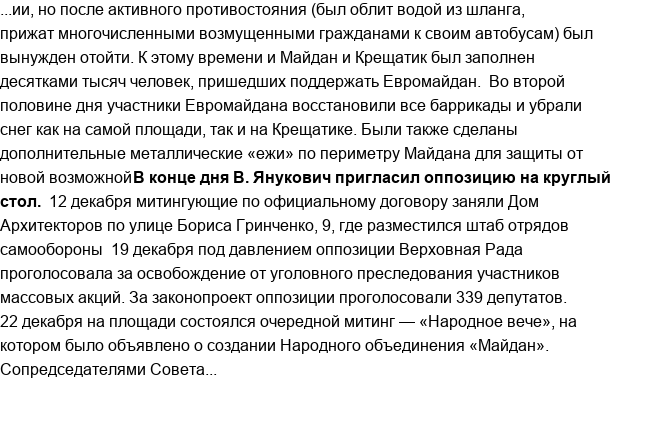 ...ии, но после активного противостояния (был облит водой из шланга,
прижат многочисленными возмущенными гражданами к своим автобусам) был
вынужден отойти. К этому времени и Майдан и Крещатик был заполнен
десятками тысяч человек, пришедших поддержать Евромайдан.  Во второй
половине дня участники Евромайдана восстановили все баррикады и убрали
снег как на самой площади, так и на Крещатике. Были также сделаны
дополнительные металлические «ежи» по периметру Майдана для защиты от
новой возможнойВ конце дня В. Янукович пригласил оппозицию на круглый
стол.  12 декабря митингующие по официальному договору заняли Дом
Архитекторов по улице Бориса Гринченко, 9, где разместился штаб отрядов
самообороны  19 декабря под давлением оппозиции Верховная Рада
проголосовала за освобождение от уголовного преследования участников
массовых акций. За законопроект оппозиции проголосовали 339 депутатов.
22 декабря на площади состоялся очередной митинг — «Народное вече», на
котором было объявлено о создании Народного объединения «Майдан».
Сопредседателями Совета...